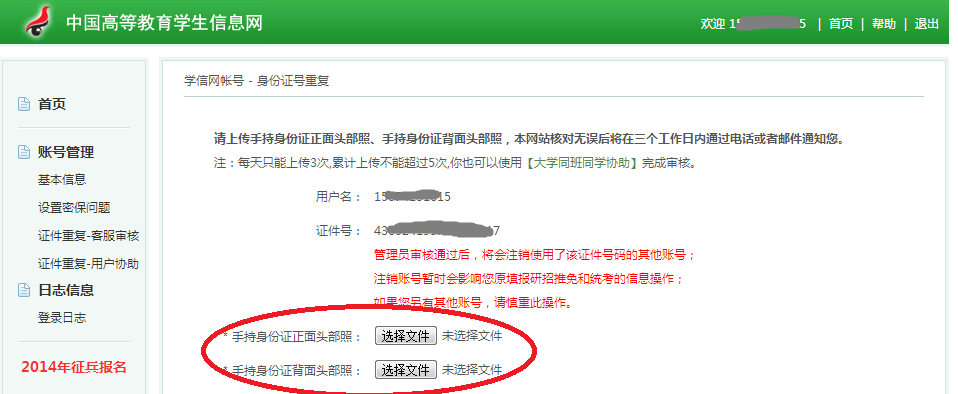 中国高等教育学生信息网
欢迎 15 5 | 首页 | 帮助 | 退出
首页
账号管理
基本信息
设置密保问题
证件重复-客服审核
证件重复-用户协助
日志信息
登录日志
2014年征兵报名
学信网帐号 - 身份证号重复
请上传手持身份证正面头部照、手持身份证背面头部照，本网站核对无误后将在三个工作日内通过电话或者邮件通知您。
注：每天只能上传3次,累计上传不能超过5次,你也可以使用【大学同班同学协助】完成审核。
用户名： 15 15
证件号： 43 17
管理员审核通过后，将会注销使用了该证件号码的其他账号；
注销账号暂时会影响您原填报研招推免和统考的信息操作；
如果您另有其他账号，请慎重此操作。
* 手持身份证正面头部照： 选择文件 未选择文件
* 手持身份证背面头部照： 选择文件 未选择文件